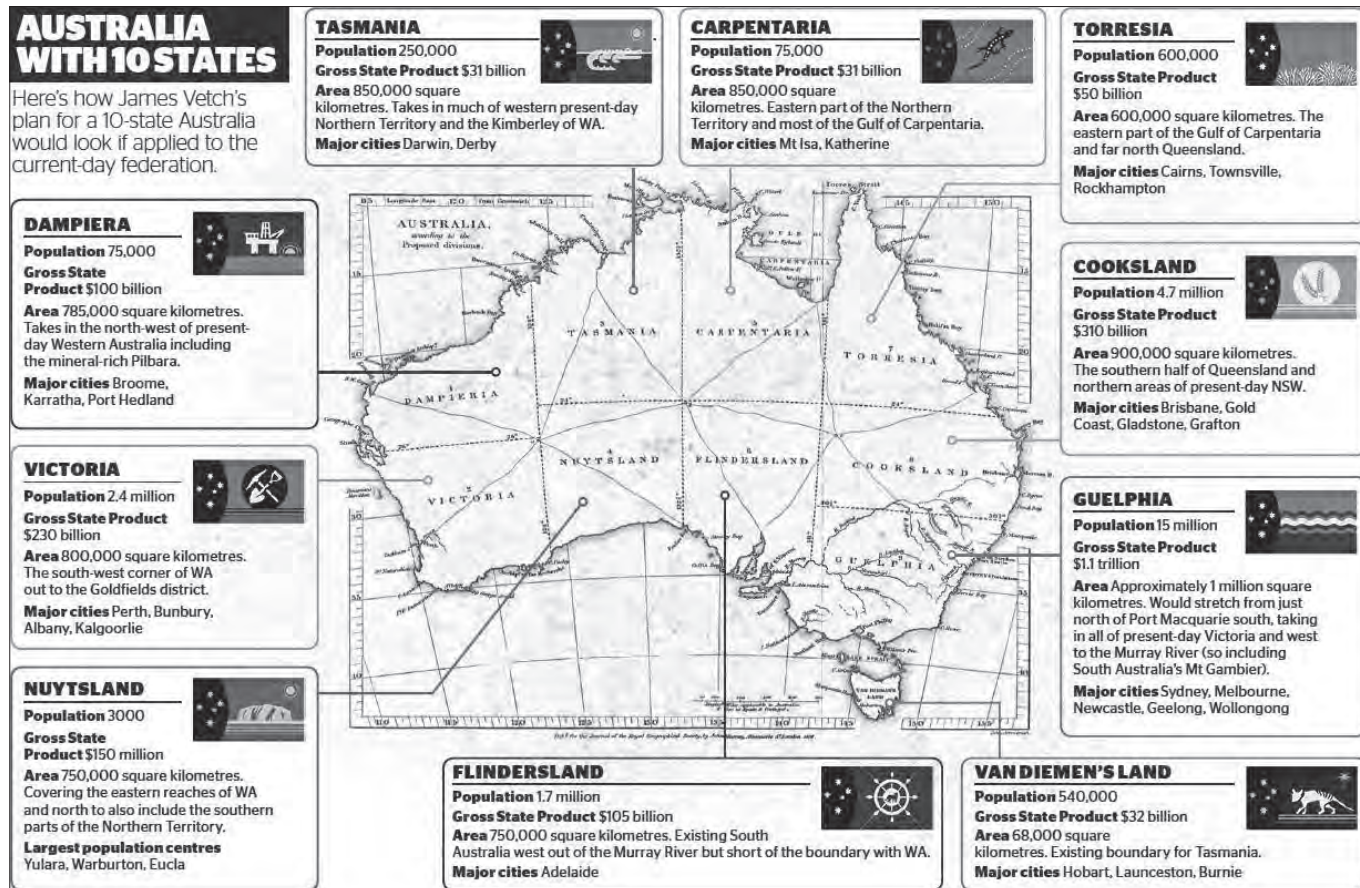 AUSTRALIA
WITH 10 STATES
Here's how James Vetch's
plan for a 10-state Australia
would look if applied to the
current-day federation.
TASMANIA
Population 250,000
Gross State Product $31 billion
Area 850,000 square
kilometres. Takes in much of western present-day
Northern Territory and the Kimberley of WA.
Major cities Darwin, Derby
CARPENTARIA
Population 75,000
Gross State Product $31 billion
Area 850,000 square
kilometres. Eastern part of the Northern
Territory and most of the Gulf of Carpentaria.
Major cities Mt Isa, Katherine
TORRESIA
Population 600,000
Gross State Product
$50 billion
Area 600,000 square kilometres. The
eastern part of the Gulf of Carpentaria
and far north Queensland.
Major cities Cairns, Townsville,
Rockhampton
DAMPIERA
Population 75,000
Gross State
Product $100 billion
Area 785,000 square kilometres.
Takes in the north-west of present-
day Western Australia including
the mineral-rich Pilbara.
Major cities Broome,
Karratha, Port Hedland
COOKSLAND
Population 4.7 million
Gross State Product
$310 billion
Area 900,000 square kilometres.
The southern half of Queensland and
northern areas of present-day NSW.
Major cities Brisbane, Gold
Coast, Gladstone, Grafton
VICTORIA
Population 2.4 million
Gross State Product
$230 billion
Area 800,000 square kilometres.
The south-west corner of WA
out to the Goldfields district.
Major cities Perth, Bunbury,
Albany, Kalgoorlie
GUELPHIA
Population 15 million
Gross State Product
$1.1 trillion
Area Approximately 1 million square
kilometres. Would stretch from just
north of Port Macquarie south, taking
in all of present-day Victoria and west
to the Murray River (so including
South Australia's Mt Gambier).
Major cities Sydney, Melbourne,
Newcastle, Geelong, Wollongong
NUYTSLAND
Population 3000
Gross State
Product $150 million
Area 750,000 square kilometres.
Covering the eastern reaches of WA
and north to also include the southern
parts of the Northern Territory.
Largest population centres
Yulara, Warburton, Eucla
FLINDERSLAND
Population 1.7 million
Gross State Product $105 billion
Area 750,000 square kilometres. Existing South
Australia west out of the Murray River but short of the boundary with WA.
Major cities Adelaide
VAN DIEMEN'S LAND
Population 540,000
Gross State Product $32 billion
Area 68,000 square
kilometres. Existing boundary for Tasmania.
Major cities Hobart, Launceston, Burnie
AUSTRALIA,
according to the
Proposed divisions.
Torres Strait
GULF
CARPENTARIA
3
TASMANIA
CARPENTARIA
7
TORRESIA
1
DAMPIERIA
4
NUYTSLAND
FLINDERSLAND
COOKSLAND
2
VICTORIA
9
GUELPHIA
VAN DIEMEN'S
LAND